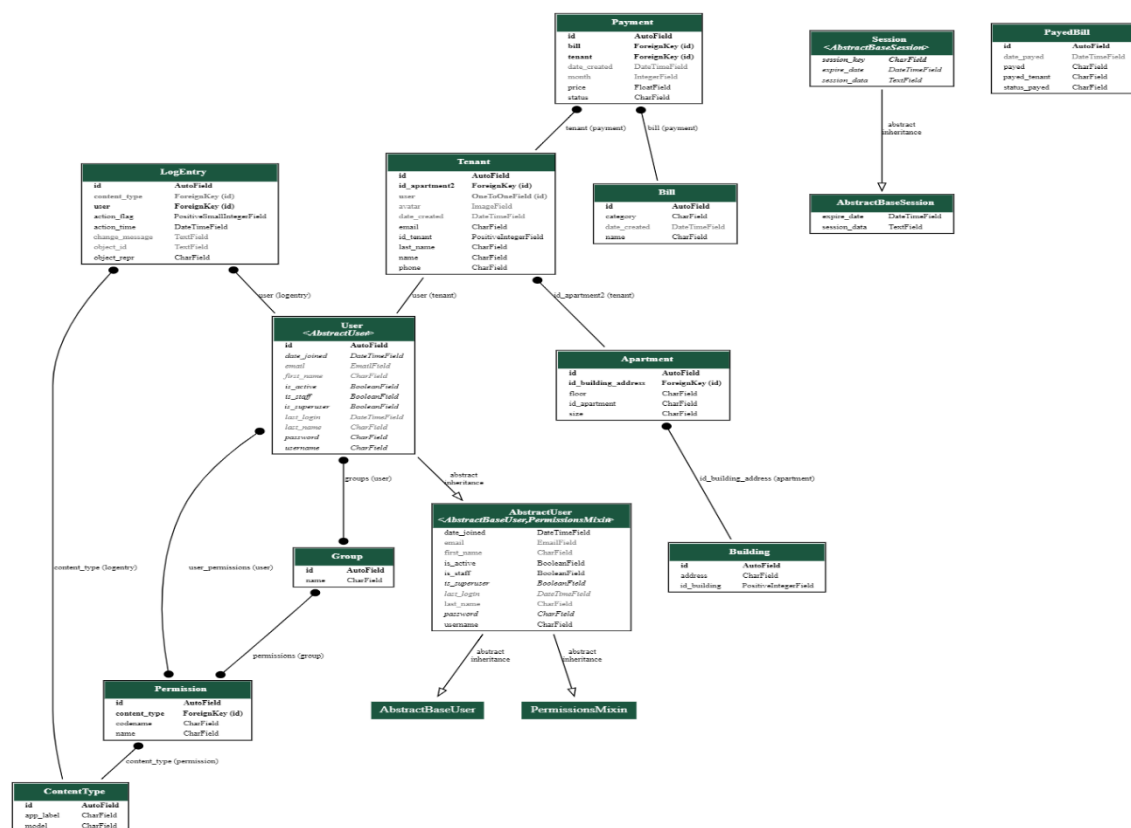 Payment
id AutoField
bill ForeignKey (id)
tenant ForeignKey (id)
date_created DateTimeField
month IntegerField
price FloatField
status CharField
Session
<AbstractBaseSession>
session_key CharField
expire_date DateTimeField
session_data TextField
PayedBill
id AutoField
date_payed DateTimeField
payed CharField
payed_tenant CharField
status_payed CharField
tenant (payment)
bill (payment)
abstract
inheritance
LogEntry
id AutoField
content_type ForeignKey (id)
user ForeignKey (id)
action_flag PositiveSmallIntegerField
action_time DateTimeField
change_message TextField
object_id TextField
object_repr CharField
Tenant
id AutoField
id_apartment2 ForeignKey (id)
user OneToOneField (id)
avatar ImageField
date_created DateTimeField
email CharField
id_tenant PositiveIntegerField
last_name CharField
name CharField
phone CharField
Bill
id AutoField
category CharField
date_created DateTimeField
name CharField
AbstractBaseSession
expire_date DateTimeField
session_data TextField
user (logentry)
user (tenant)
id_apartment2 (tenant)
User
<AbstractUser>
id AutoField
date_joined DateTimeField
email EmailField
first_name CharField
is_active BooleanField
is_staff BooleanField
is_superuser BooleanField
last_login DateTimeField
last_name CharField
password CharField
username CharField
Apartment
id AutoField
id_building_address ForeignKey (id)
floor CharField
id_apartment CharField
size CharField
groups (user)
abstract
inheritance
id_building_address (apartment)
AbstractUser
<AbstractBaseUser,PermissionsMixin>
date_joined DateTimeField
email EmailField
first_name CharField
is_active BooleanField
is_staff BooleanField
is_superuser BooleanField
last_login DateTimeField
last_name CharField
password CharField
username CharField
Group
id AutoField
name CharField
Building
id AutoField
address CharField
id_building PositiveIntegerField
content_type (logentry)
user_permissions (user)
permissions (group)
abstract
inheritance
abstract
inheritance
Permission
id AutoField
content_type ForeignKey (id)
codename CharField
name CharField
AbstractBaseUser
PermissionsMixin
content_type (permission)
ContentType
id AutoField
app_label CharField
model CharField